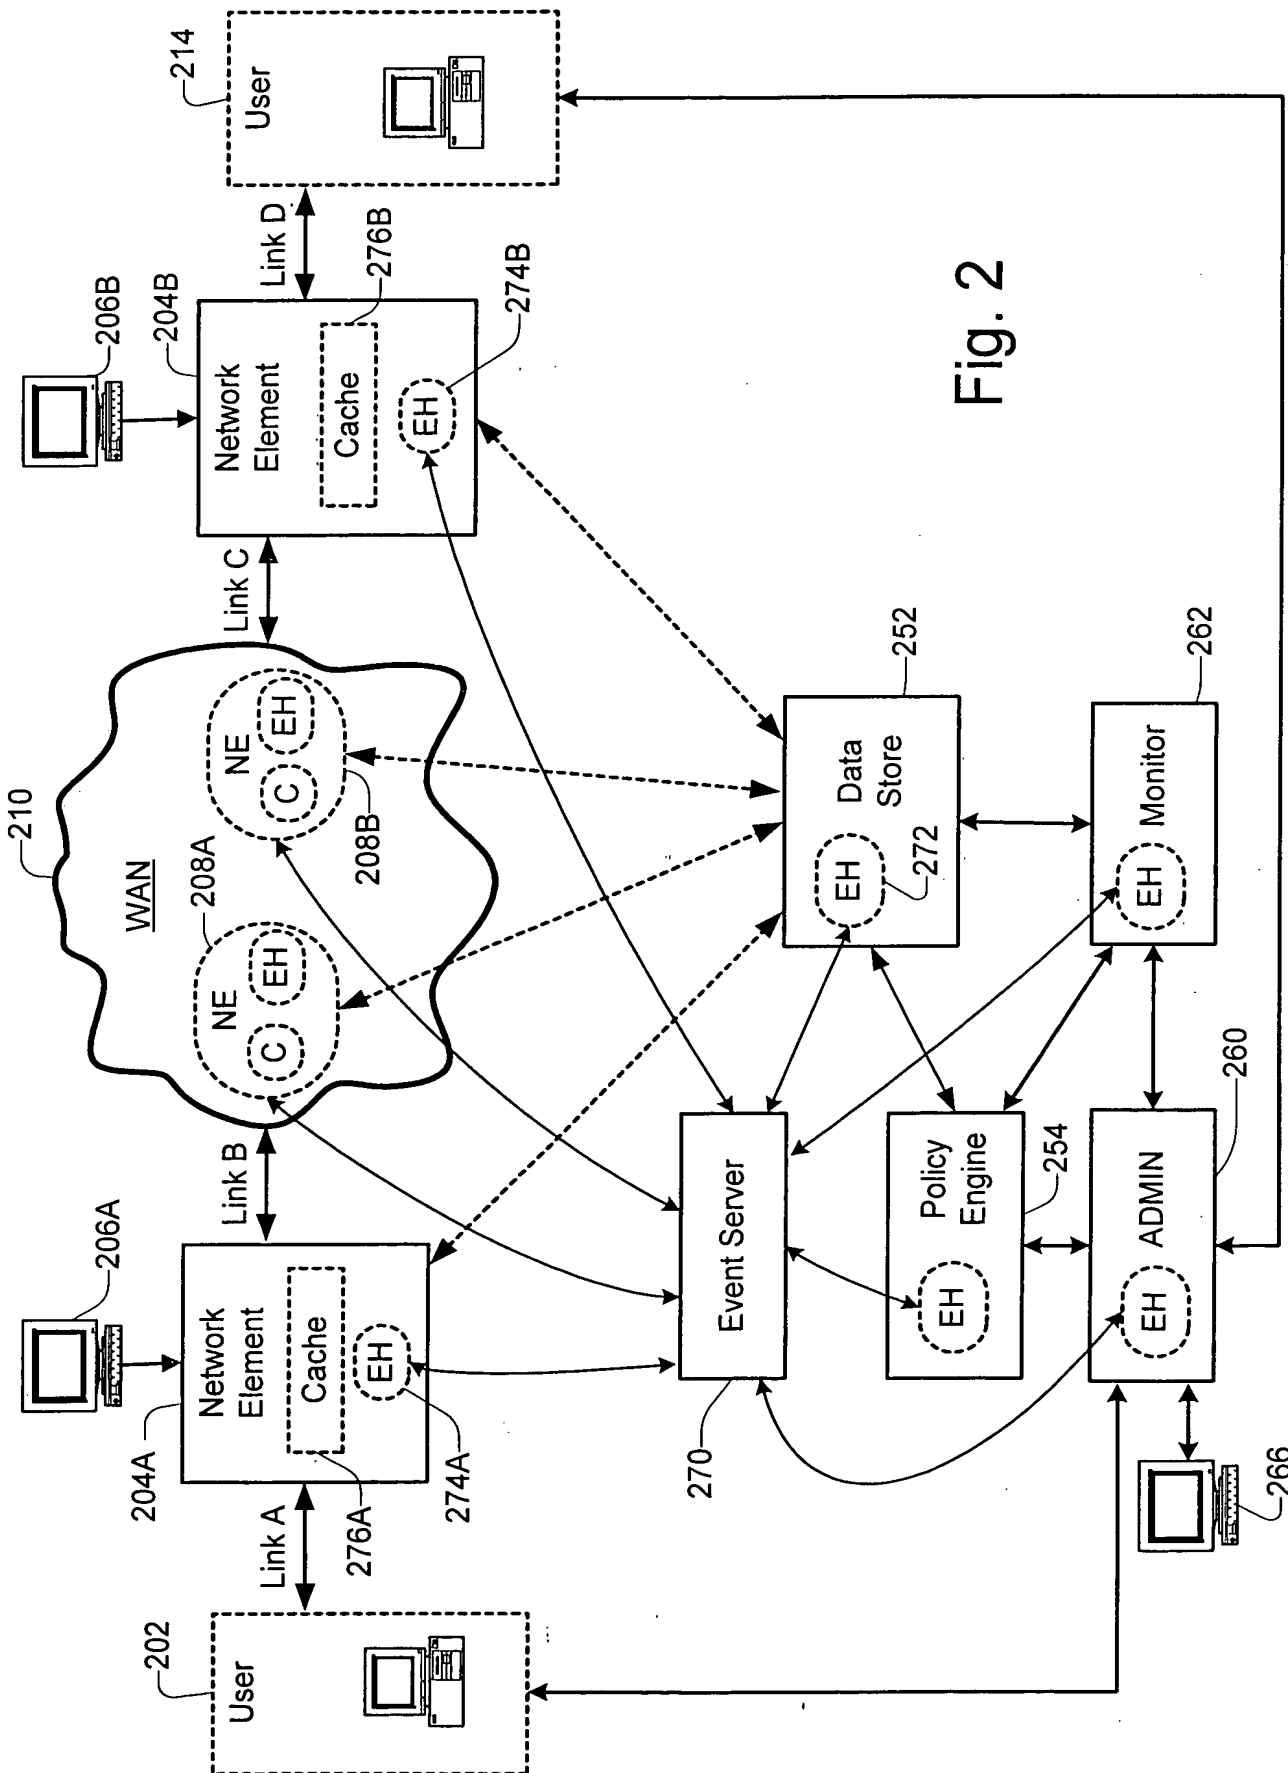 202
User
Link A
204A
206A
Network
Element
Cache
EH
276A
274A
Link B
210
WAN
208A
NE
C
EH
208B
NE
C
EH
Link C
206B
204B
Network
Element
Cache
EH
276B
274B
Link D
214
User
Event Server
270
Data
Store
EH
252
272
Policy
Engine
EH
254
Monitor
EH
262
ADMIN
EH
260
266
Fig. 2